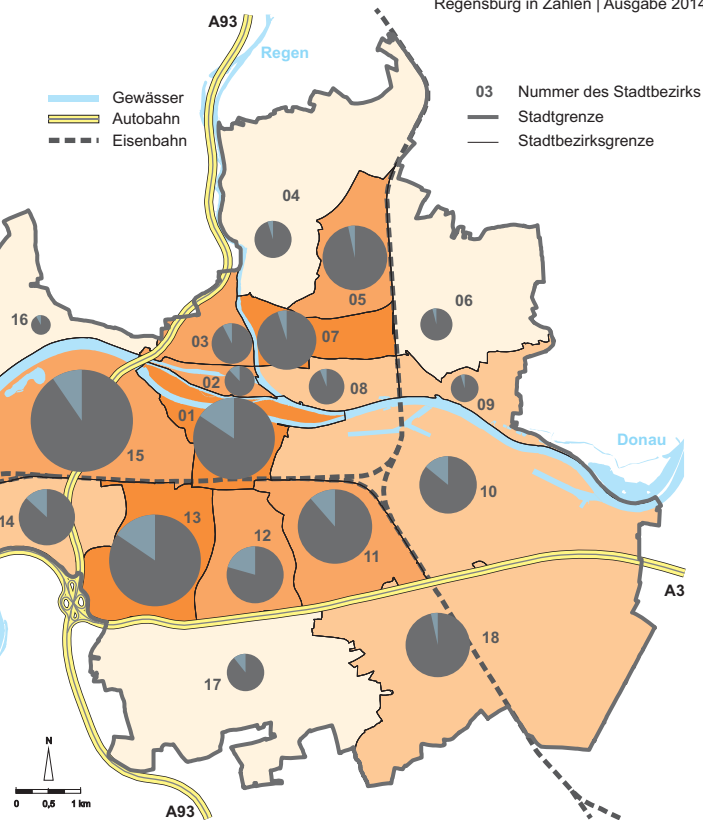 Regensburg in Zahlen | Ausgabe 2014
A93
Regen
Gewässer
Autobahn
Eisenbahn
03 Nummer des Stadtbezirks
Stadtgrenze
Stadtbezirksgrenze
04
05
06
16
03
07
02
08
01
09
Donau
15
10
14
13
12
11
A3
18
17
N
0 0,5 1 km
A93